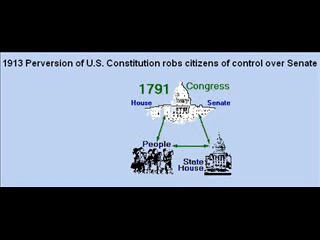 1913 Perversion of U.S. Constitution robs citizens of control over Senate
1791 Congress
House Senate
People
State
House